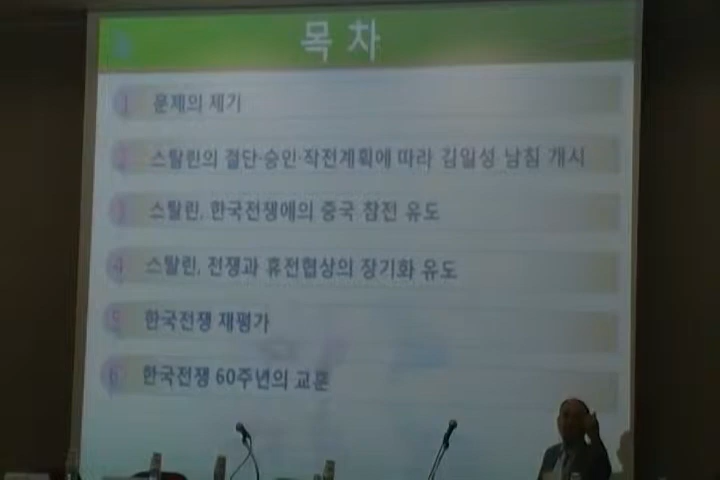 목 차
1 문제의 제기
2 스탈린의 결단·승인·작전계획에 따라 김일성 남침 개시
3 스탈린, 한국전쟁에의 중국 참전 유도
4 스탈린, 전쟁과 휴전협상의 장기화 유도
5 한국전쟁 재평가
6 한국전쟁 60주년의 교훈